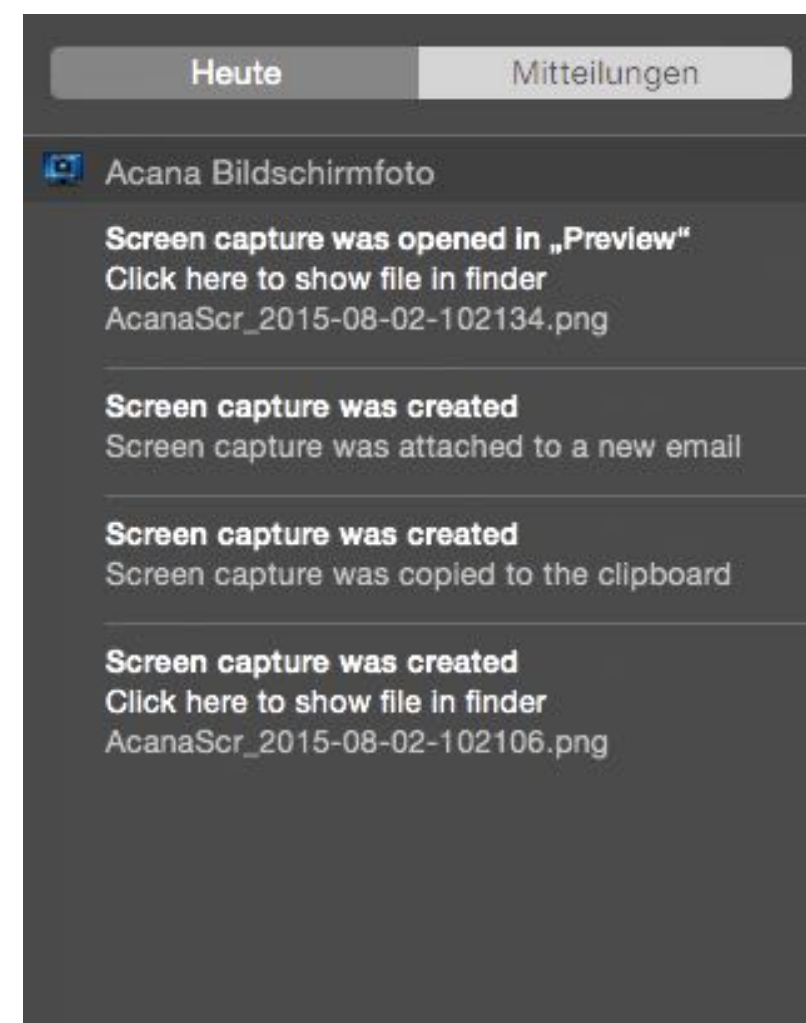 Heute Mitteilungen
Acana Bildschirmfoto
Screen capture was opened in „Preview“
Click here to show file in finder
AcanaScr_2015-08-02-102134.png
Screen capture was created
Screen capture was attached to a new email
Screen capture was created
Screen capture was copied to the clipboard
Screen capture was created
Click here to show file in finder
AcanaScr_2015-08-02-102106.png